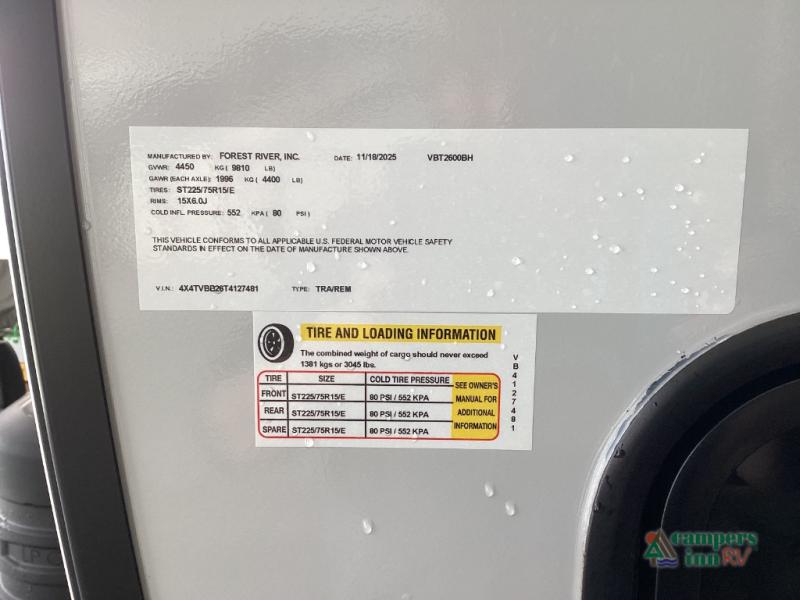 MANUFACTURED BY: FOREST RIVER, INC. DATE: 11/18/2025 VBT2600BH
GVWR: 4450 KG ( 9810 LB)
GAWR (EACH AXLE): 1996 KG ( 4400 LB)
TIRES: ST225/75R15/E
RIMS: 15X6.0J
COLD INFL. PRESSURE: 552 KPA ( 80 PSI)
THIS VEHICLE CONFORMS TO ALL APPLICABLE U.S. FEDERAL MOTOR VEHICLE SAFETY
STANDARDS IN EFFECT ON THE DATE OF MANUFACTURE SHOWN ABOVE.
V.I.N.: 4X4TVBB26T4127481 TYPE: TRA/REM
TIRE AND LOADING INFORMATION
The combined weight of cargo should never exceed
1381 kgs or 3045 lbs.
TIRE SIZE COLD TIRE PRESSURE
FRONT ST225/75R15/E 80 PSI / 552 KPA
REAR ST225/75R15/E 80 PSI / 552 KPA
SPARE ST225/75R15/E 80 PSI / 552 KPA
SEE OWNER'S
MANUAL FOR
ADDITIONAL
INFORMATION
VB4127481
LP
campers
inn RV